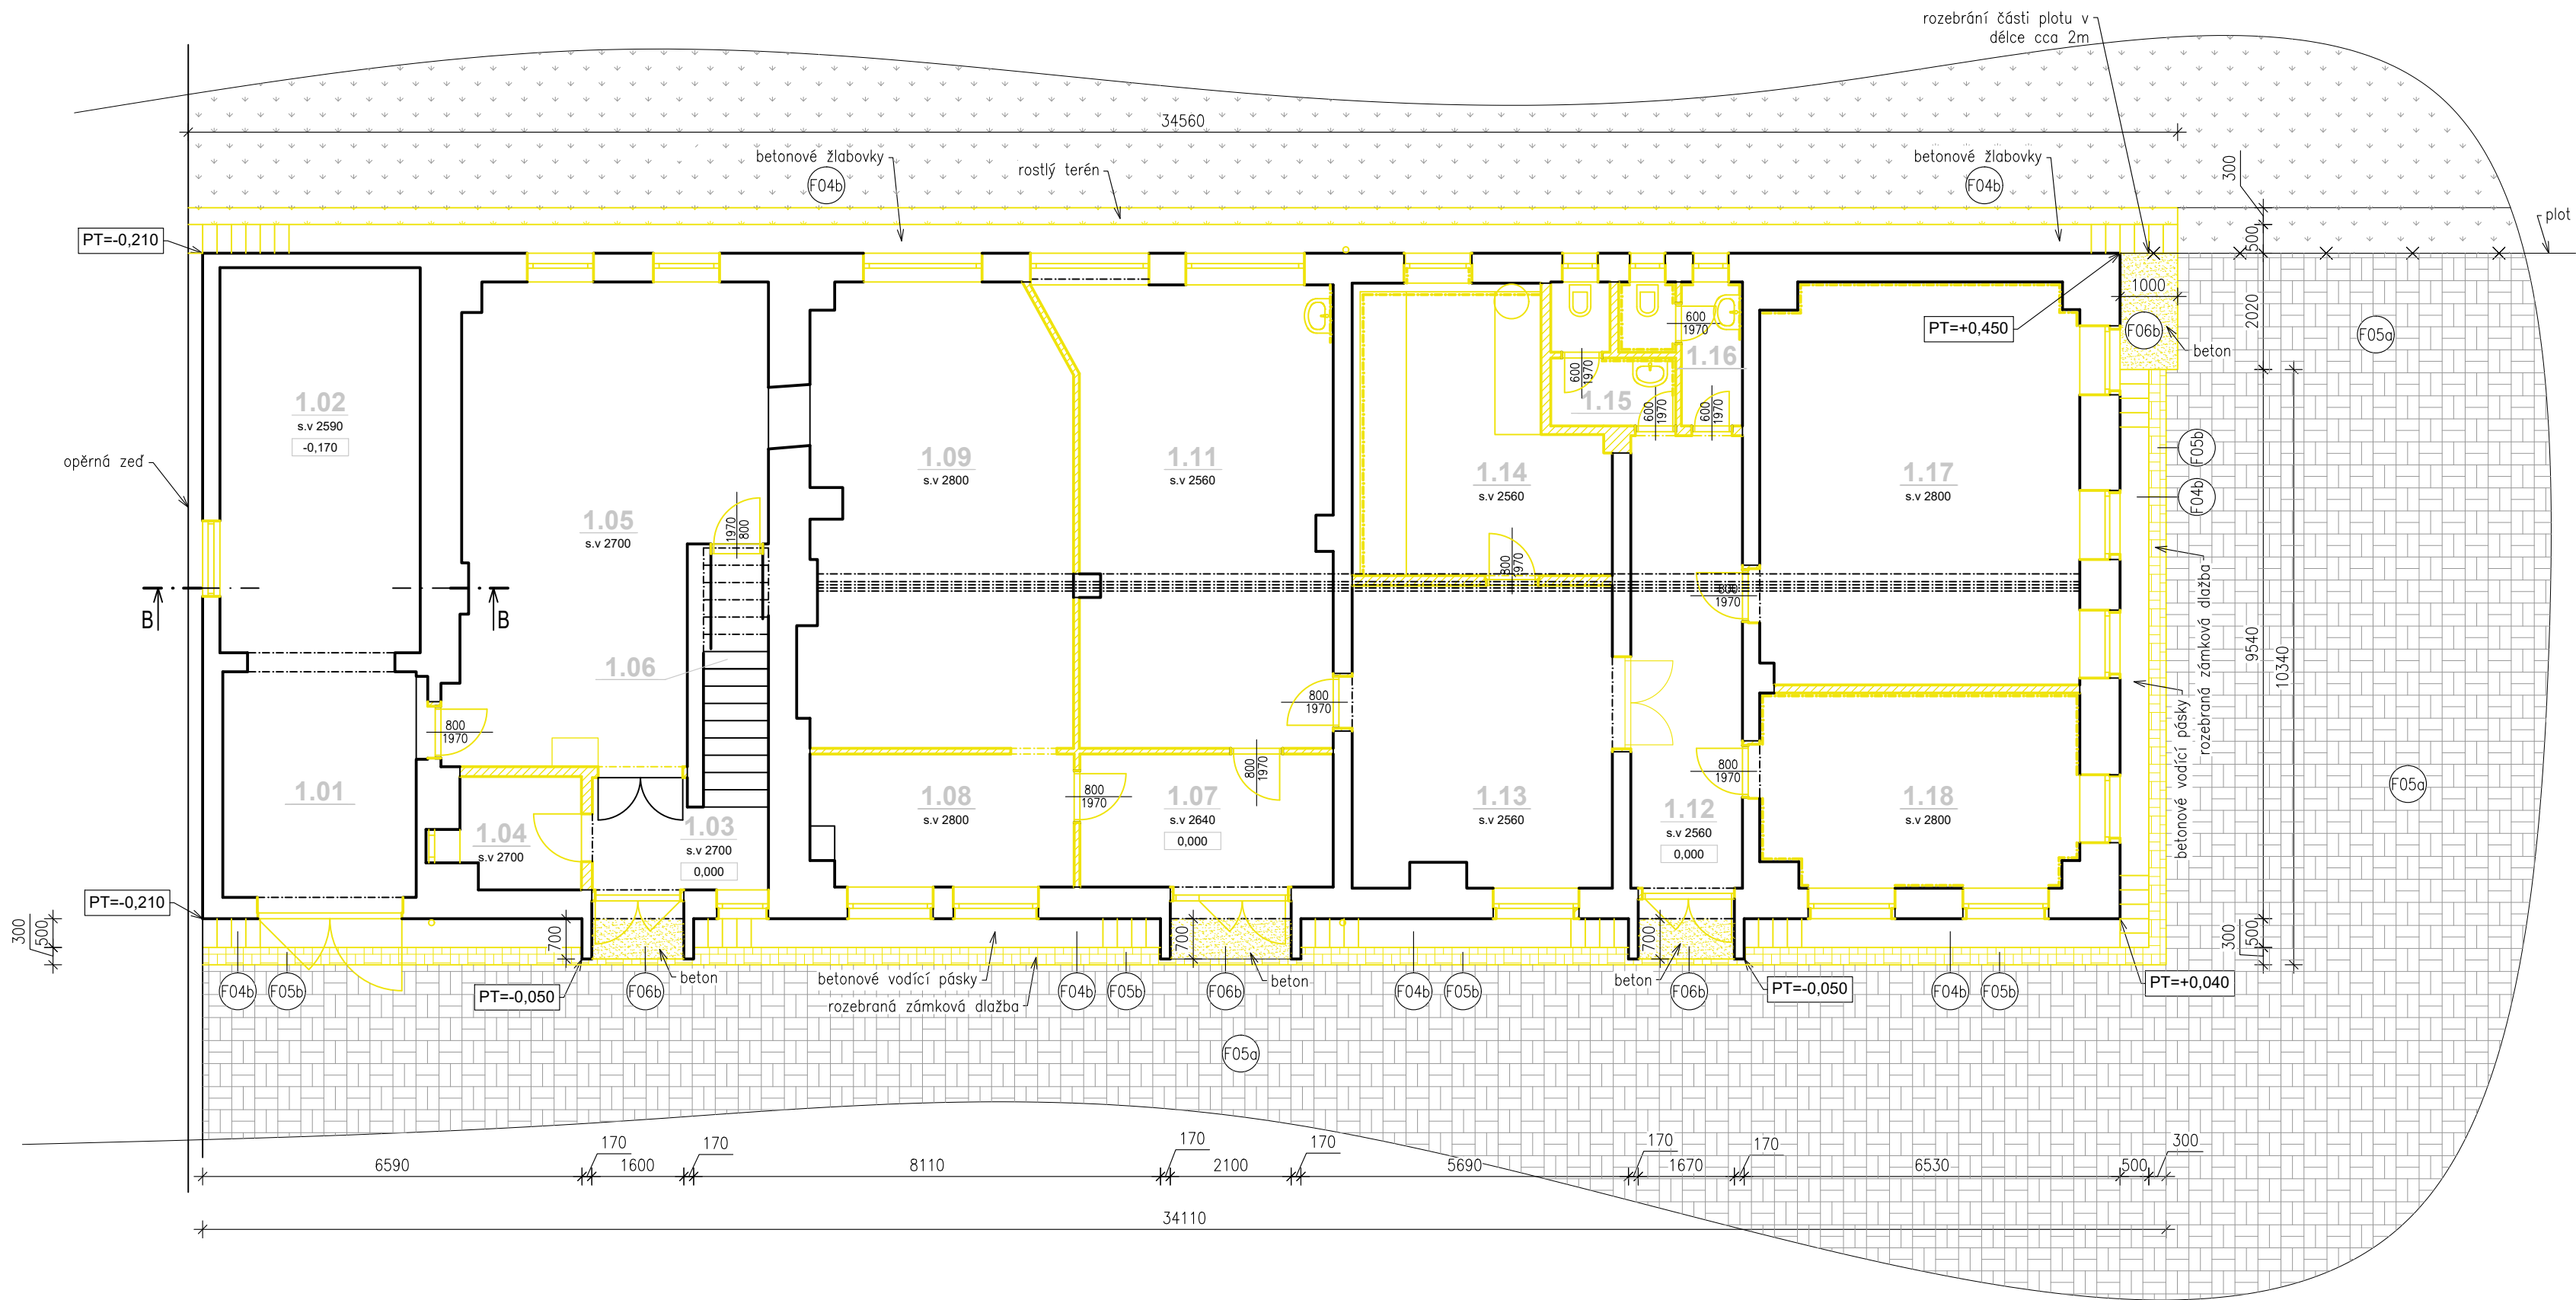 rozebrání části plotu v
délce cca 2m
34560
betonové žlabovky
F04b
rostlý terén
betonové žlabovky
F04b
300
500
plot
PT=-0,210
1000
2020
PT=+0,450
F06b
beton
F05a
opěrná zeď
1.02
s.v 2590
-0,170
1.05
s.v 2700
1970
800
1.09
s.v 2800
1.11
s.v 2560
1.14
s.v 2560
800
1970
600
1970
600
1970
1.16
1.15
600
1970
600
1970
1.17
s.v 2800
F05b
F04b
B
B
1.06
800
1970
800
1970
800
1970
rozebraná zámková dlažba
betonové vodící pásky
9540
10340
F05a
1.01
1.04
s.v 2700
1.03
s.v 2700
0,000
1.08
s.v 2800
800
1970
1.07
s.v 2640
0,000
800
1970
1.13
s.v 2560
1.12
s.v 2560
0,000
800
1970
1.18
s.v 2800
PT=-0,210
300
500
700
700
700
300
500
F04b
F05b
PT=-0,050
F06b
beton
betonové vodící pásky
rozebraná zámková dlažba
F04b
F05b
F06b
beton
F04b
F05b
beton
F06b
PT=-0,050
F04b
F05b
PT=+0,040
F05a
170
170
170
170
170
170
300
6590
1600
8110
2100
5690
1670
6530
500
34110